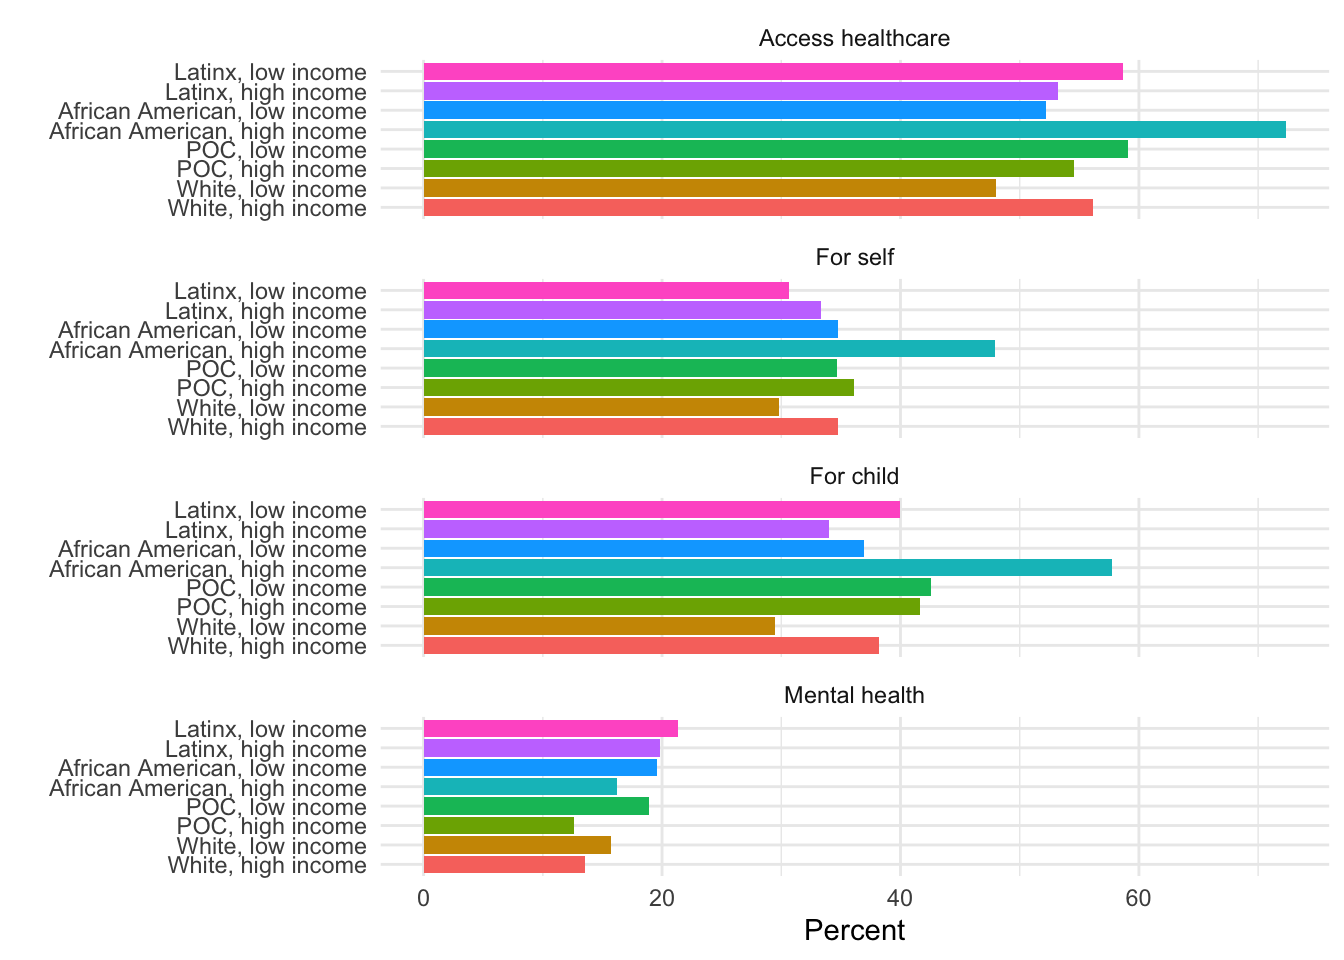 Access healthcare
Latinx, low income
Latinx, high income
African American, low income
African American, high income
POC, low income
POC, high income
White, low income
White, high income
For self
Latinx, low income
Latinx, high income
African American, low income
African American, high income
POC, low income
POC, high income
White, low income
White, high income
For child
Latinx, low income
Latinx, high income
African American, low income
African American, high income
POC, low income
POC, high income
White, low income
White, high income
Mental health
Latinx, low income
Latinx, high income
African American, low income
African American, high income
POC, low income
POC, high income
White, low income
White, high income
0 20 40 60
Percent